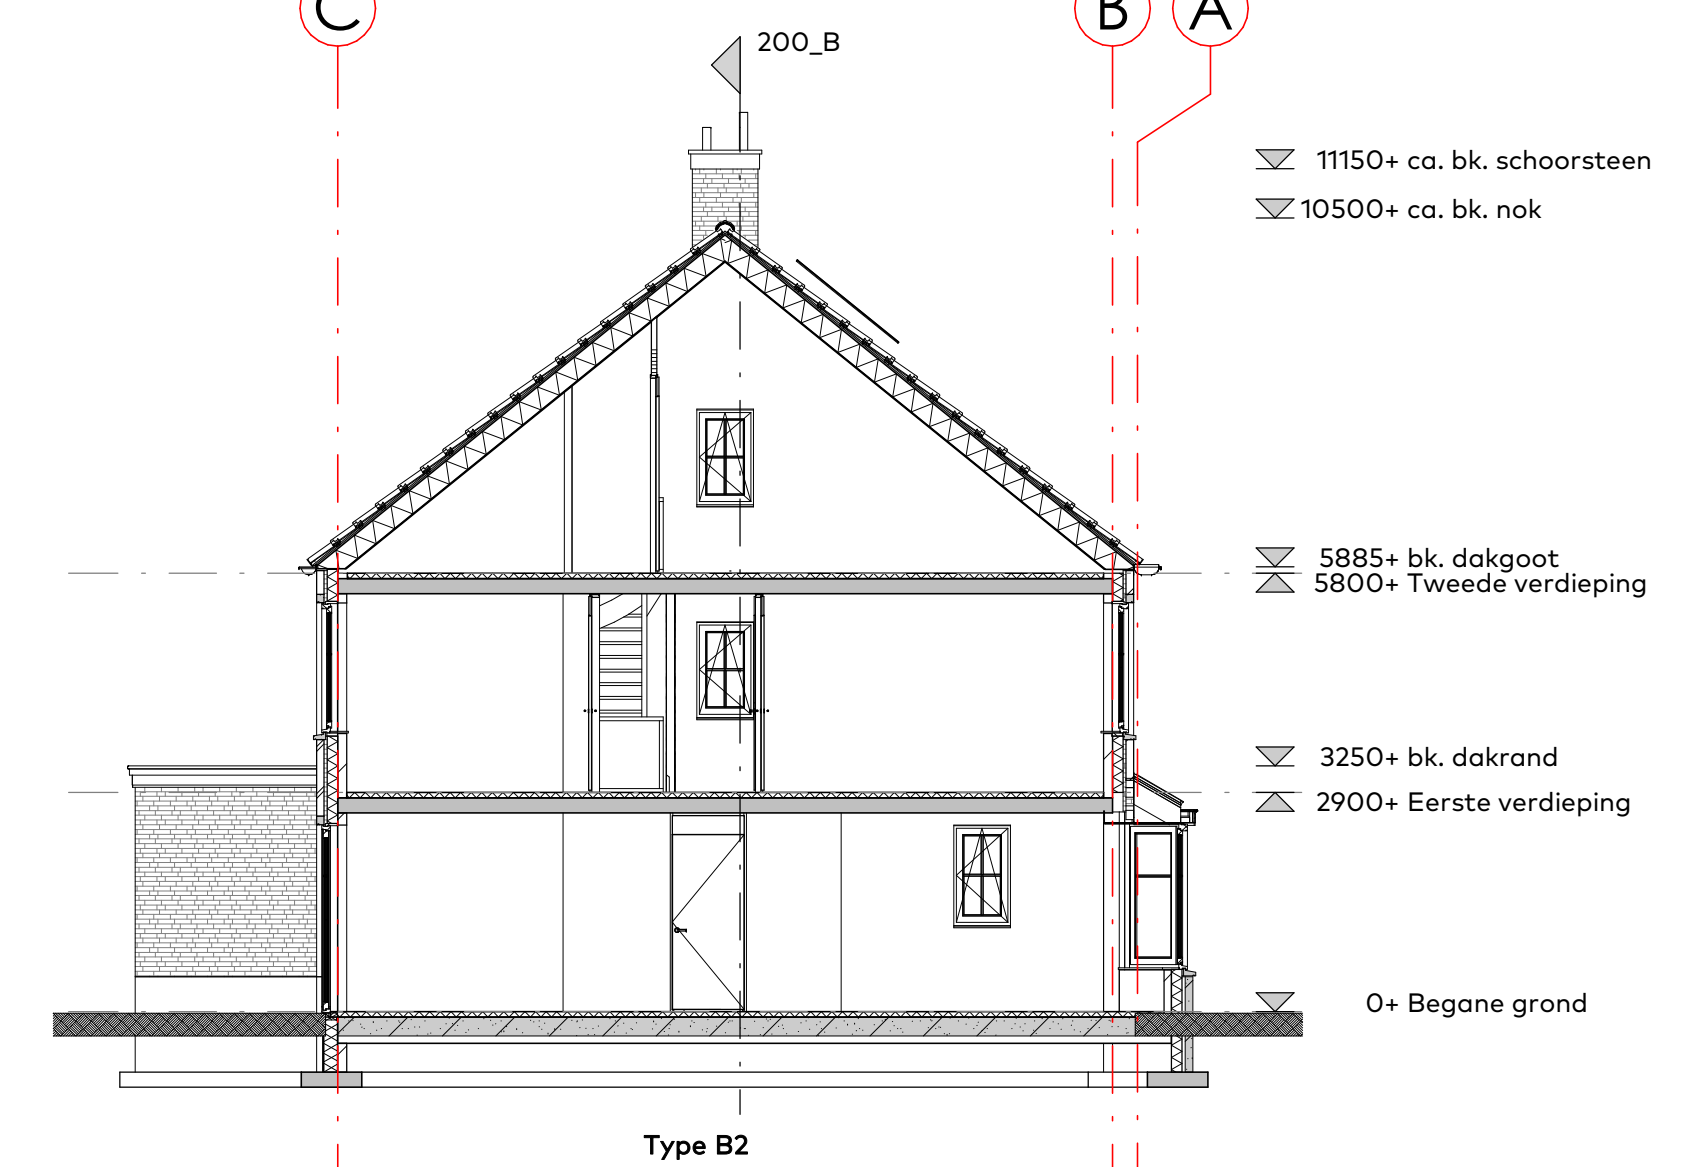 C
B
A
200_B
11150+ ca. bk. schoorsteen
10500+ ca. bk. nok
5885+ bk. dakgoot
5800+ Tweede verdieping
3250+ bk. dakrand
2900+ Eerste verdieping
0+ Begane grond
Type B2